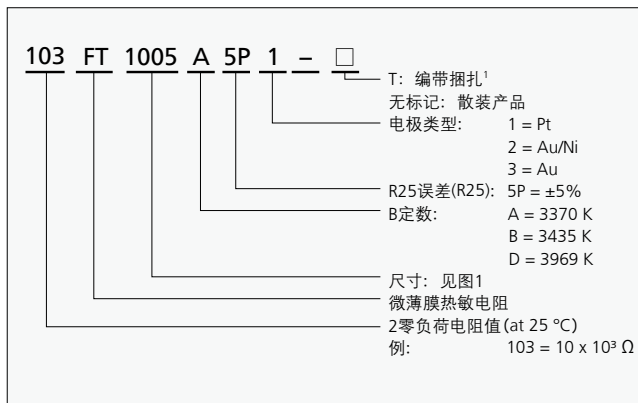 103 FT 1005 A 5P 1 – □
T: 编带捆扎¹
无标记: 散装产品
电极类型: 1 = Pt
2 = Au/Ni
3 = Au
R25误差(R25): 5P = ±5%
B定数: A = 3370 K
B = 3435 K
D = 3969 K
尺寸: 见图1
微薄膜热敏电阻
2零负荷电阻值(at 25 °C)
例: 103 = 10 x 10³ Ω